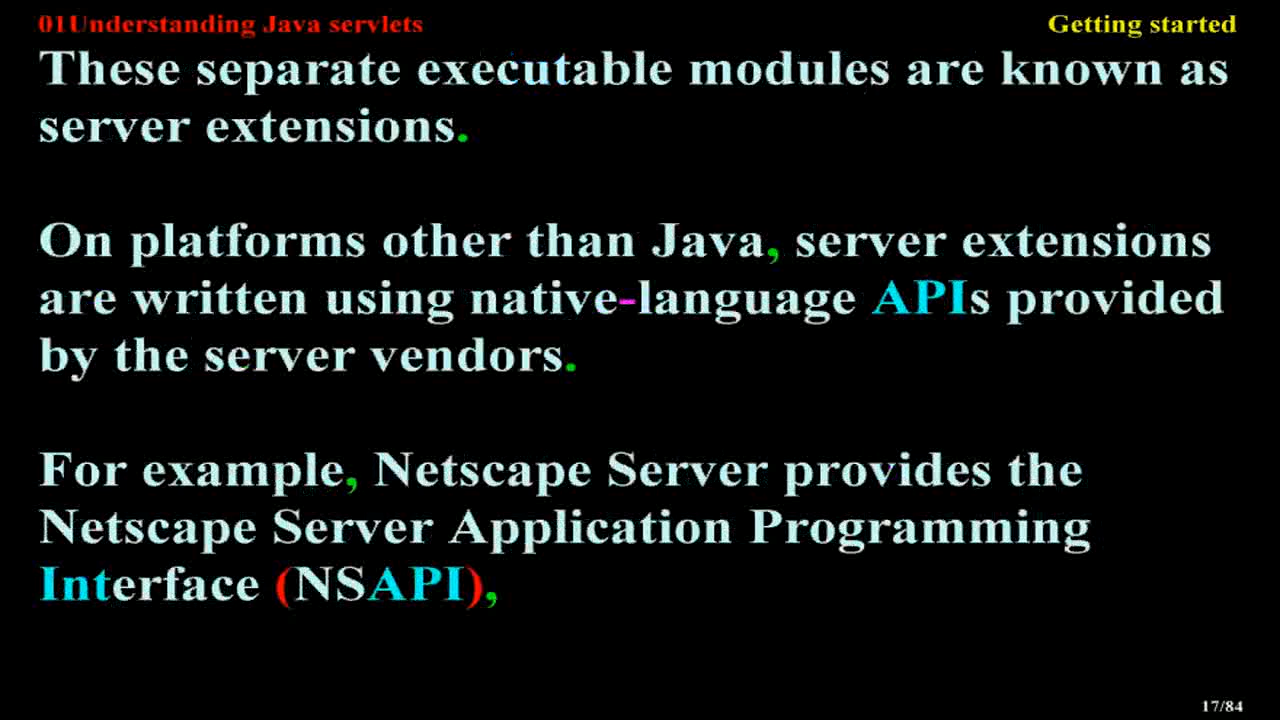 01Understanding Java servlets
Getting started
These separate executable modules are known as
server extensions.
On platforms other than Java, server extensions
are written using native-language APIs provided
by the server vendors.
For example, Netscape Server provides the
Netscape Server Application Programming
Interface (NSAPI),
17/84